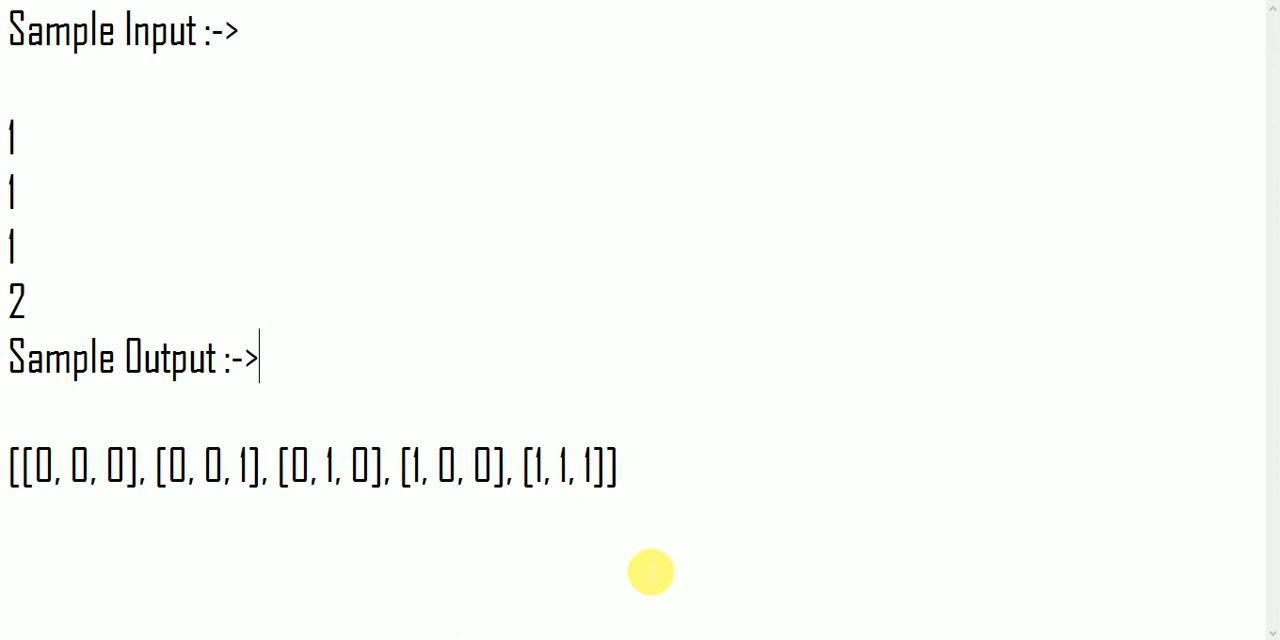 Sample Input :->
1
1
1
2
Sample Output :->
[[0, 0, 0], [0, 0, 1], [0, 1, 0], [1, 0, 0], [1, 1, 1]]